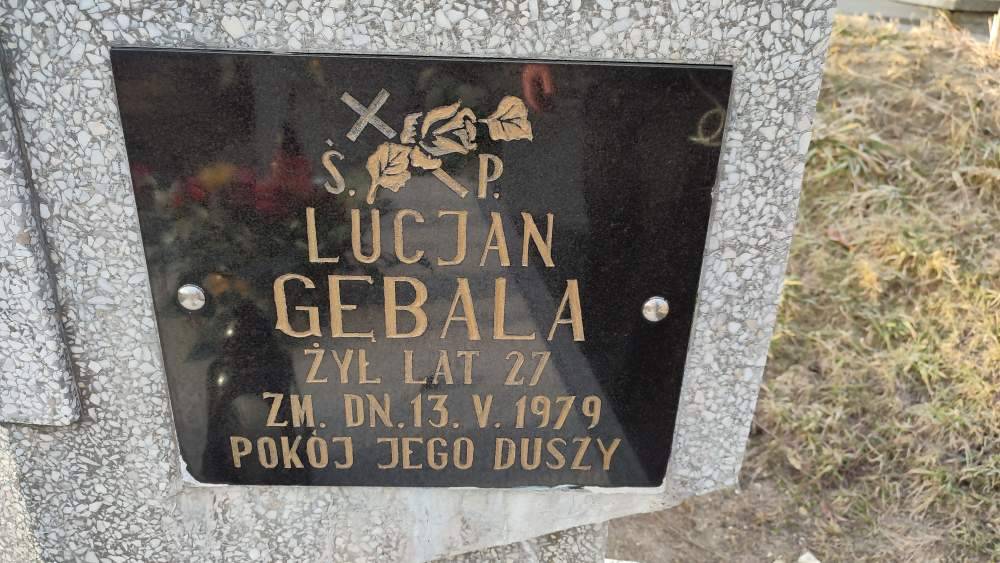 Ś. P.
LUCJAN
GĘBALA
ŻYŁ LAT 27
ZM. DN. 13. V. 1979
POKÓJ JEGO DUSZY